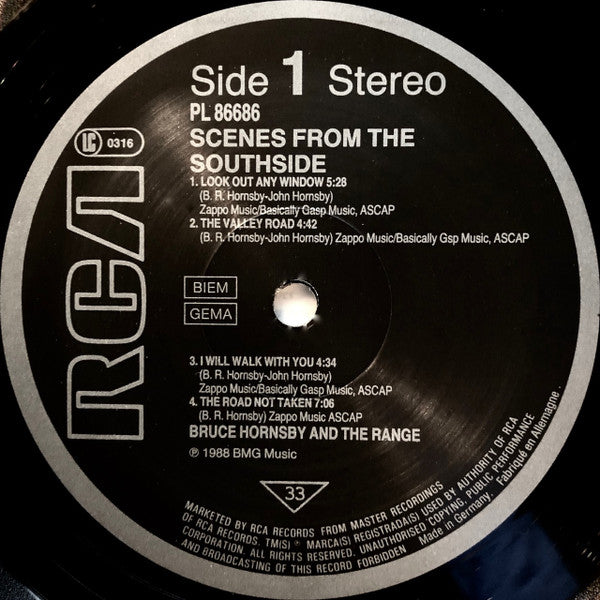 Side 1 Stereo
PL 86686
SCENES FROM THE
SOUTHSIDE
LC 0316
1. LOOK OUT ANY WINDOW 5:28
(B. R. Hornsby-John Hornsby)
Zappo Music/Basically Gasp Music, ASCAP
2. THE VALLEY ROAD 4:42
(B. R. Hornsby-John Hornsby) Zappo Music/Basically Gsp Music, ASCAP
RCA
BIEM
GEMA
3. I WILL WALK WITH YOU 4:34
(B. R. Hornsby-John Hornsby)
Zappo Music/Basically Gasp Music, ASCAP
4. THE ROAD NOT TAKEN 7:06
(B. R. Hornsby) Zappo Music ASCAP
BRUCE HORNSBY AND THE RANGE
℗ 1988 BMG Music
33
MARKETED BY RCA RECORDS FROM MASTER RECORDINGS
OF RCA RECORDS. TM(S) ® MARCA(S) REGISTRADA(S) USED BY AUTHORITY OF RCA
CORPORATION. ALL RIGHTS RESERVED. UNAUTHORISED COPYING, PUBLIC PERFORMANCE
AND BROADCASTING OF THIS RECORD FORBIDDEN Made in Germany. Fabriqué en Allemagne.